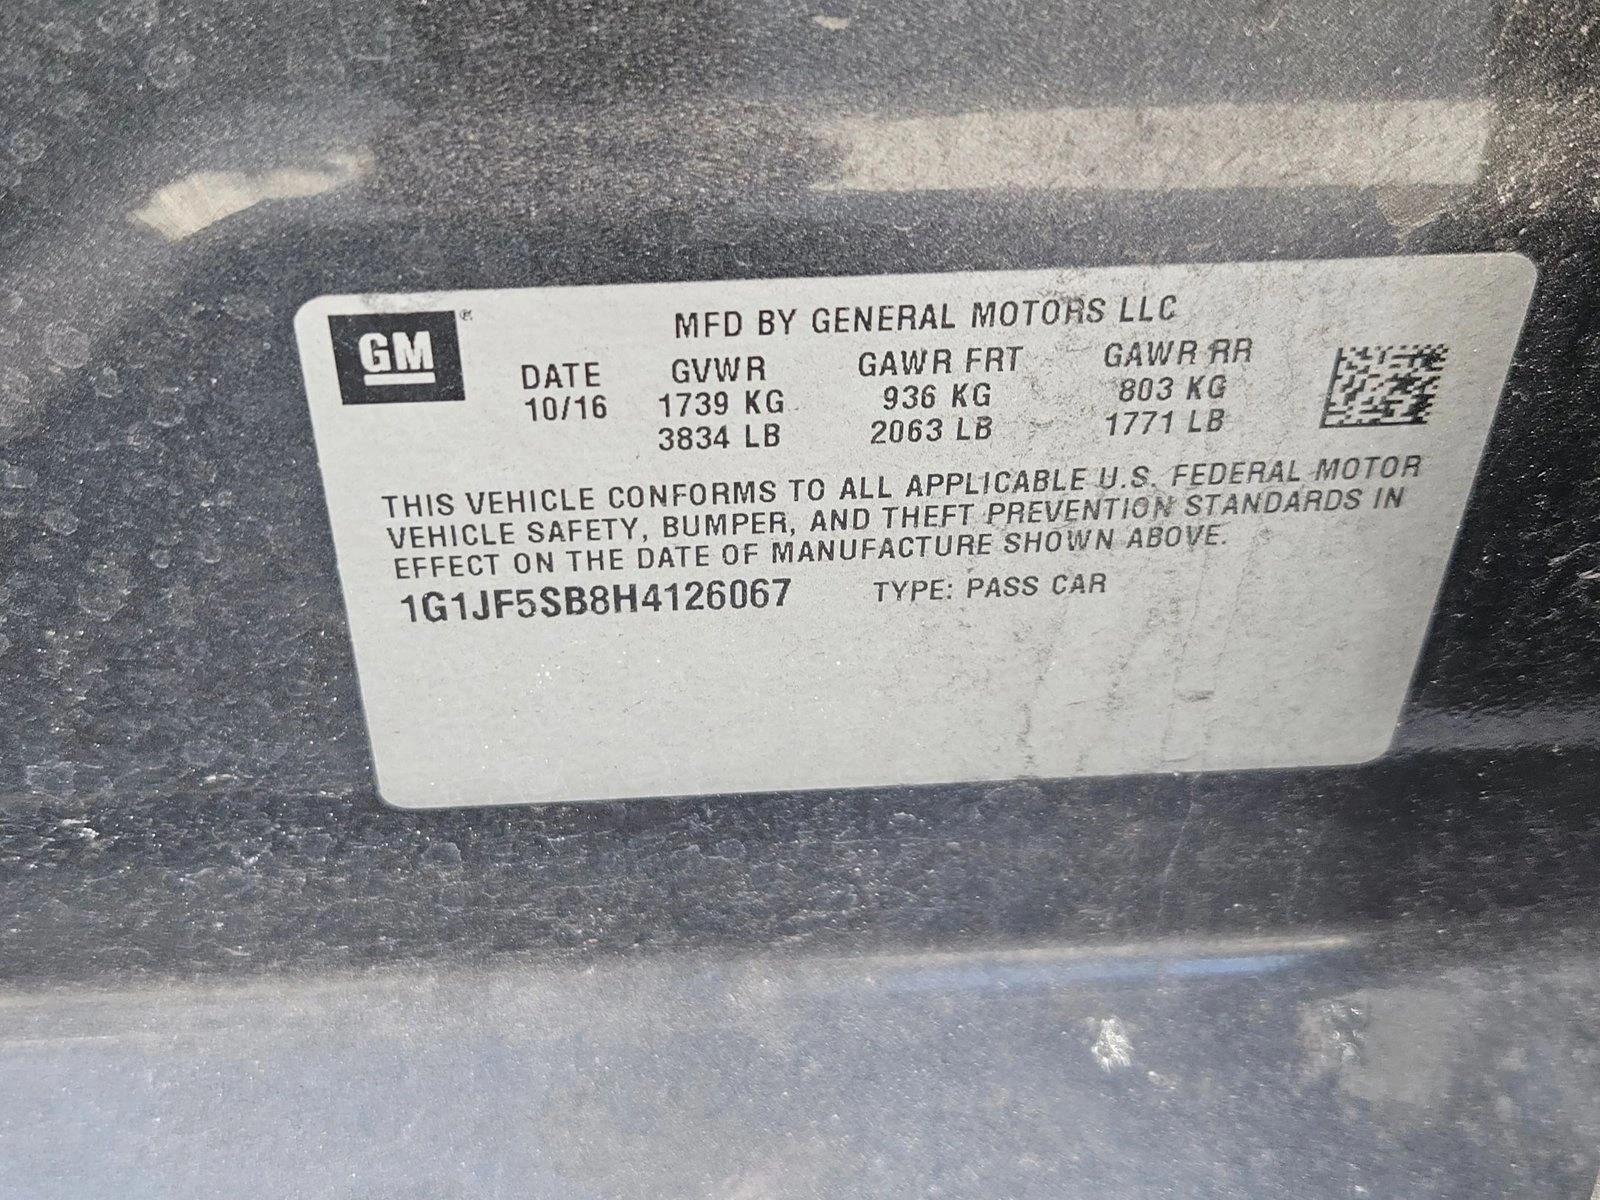 GM ®
MFD BY GENERAL MOTORS LLC
DATE GVWR GAWR FRT GAWR RR
10/16 1739 KG 936 KG 803 KG
3834 LB 2063 LB 1771 LB
THIS VEHICLE CONFORMS TO ALL APPLICABLE U.S. FEDERAL MOTOR
VEHICLE SAFETY, BUMPER, AND THEFT PREVENTION STANDARDS IN
EFFECT ON THE DATE OF MANUFACTURE SHOWN ABOVE.
1G1JF5SB8H4126067 TYPE: PASS CAR